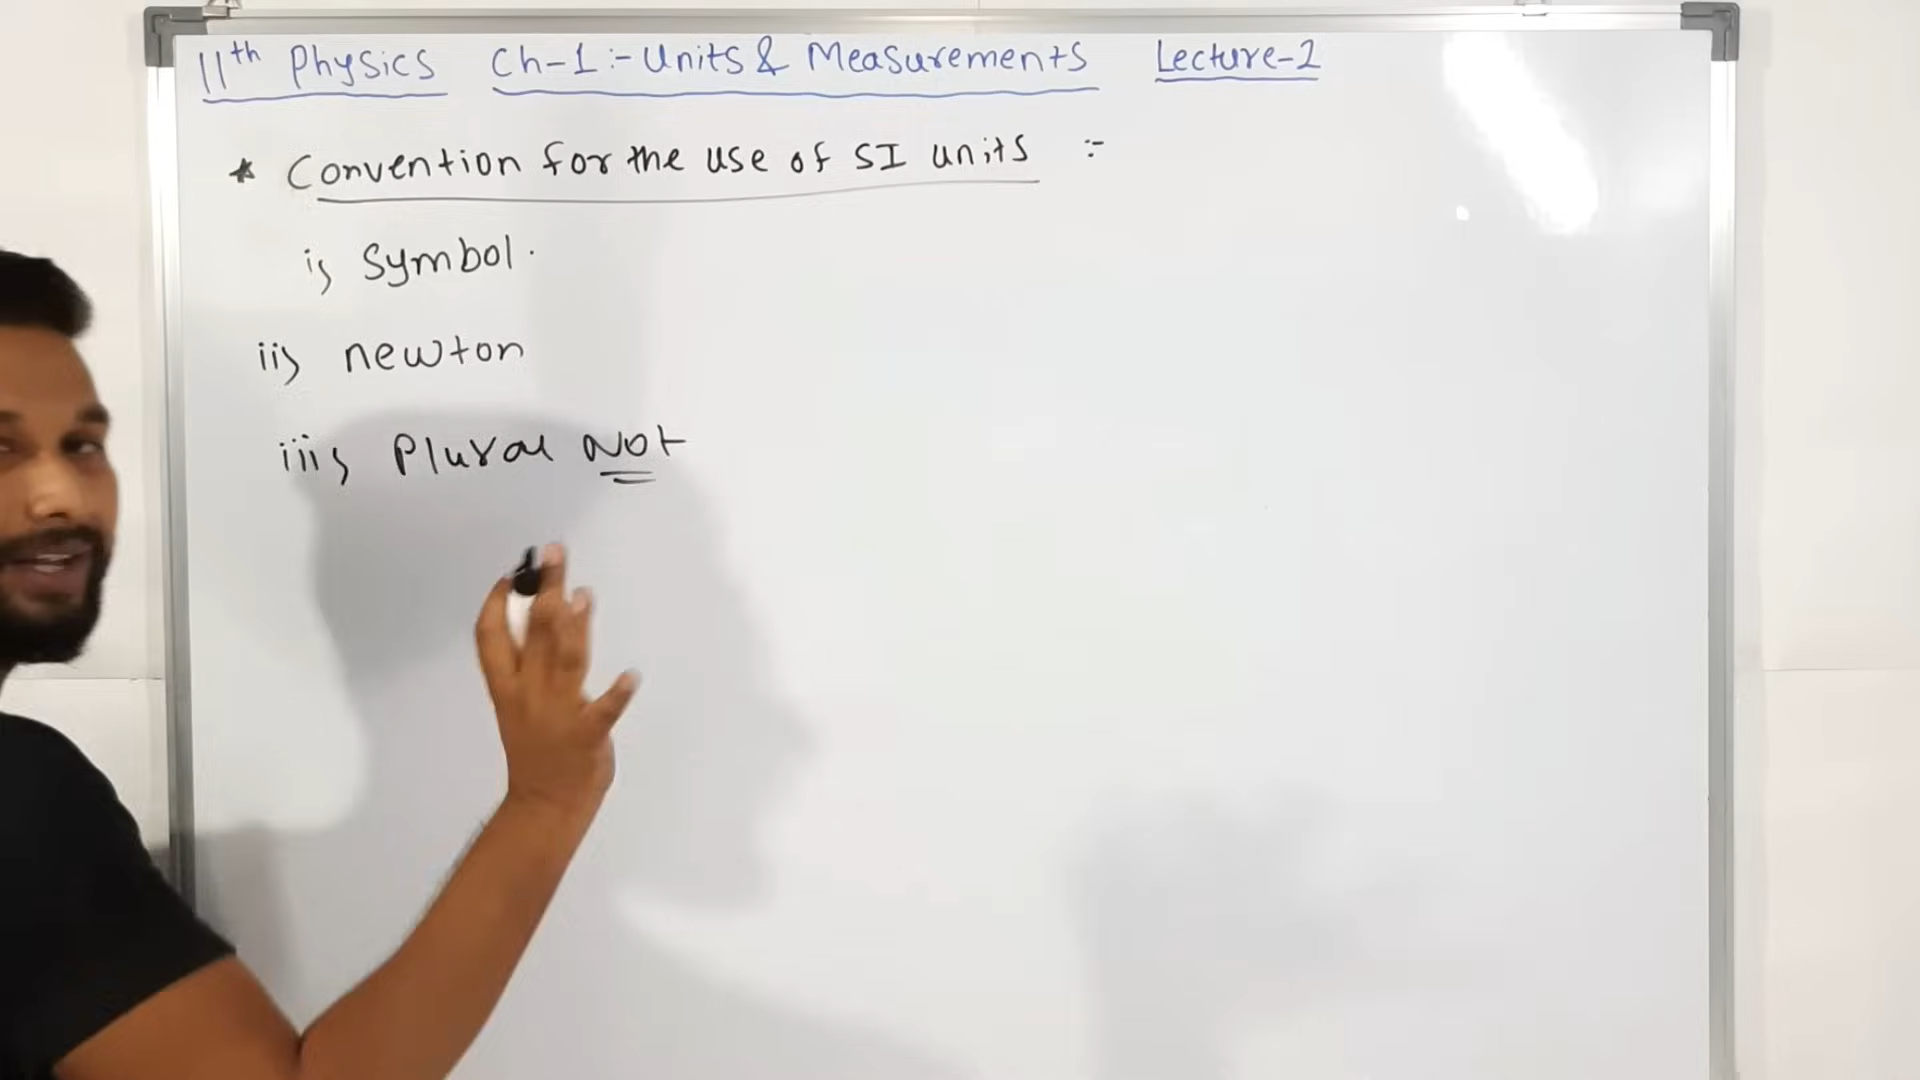 11th Physics Ch-1:- Units & Measurements Lecture-2
* Convention for the use of SI units :-
i) Symbol.
ii) newton
iii) Plural Not